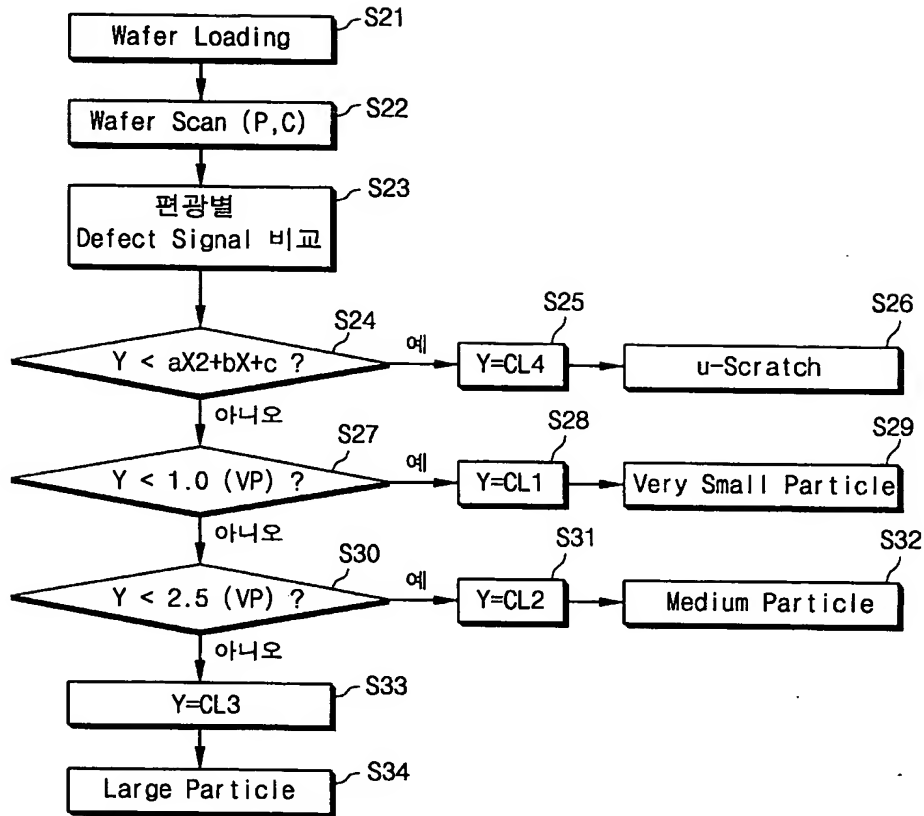 Wafer Loading
S21
Wafer Scan (P,C)
S22
편광별
Defect Signal 비교
S23
Y < aX2+bX+c ?
S24
예
Y=CL4
S25
u-Scratch
S26
아니오
Y < 1.0 (VP) ?
S27
예
Y=CL1
S28
Very Small Particle
S29
아니오
Y < 2.5 (VP) ?
S30
예
Y=CL2
S31
Medium Particle
S32
아니오
Y=CL3
S33
Large Particle
S34